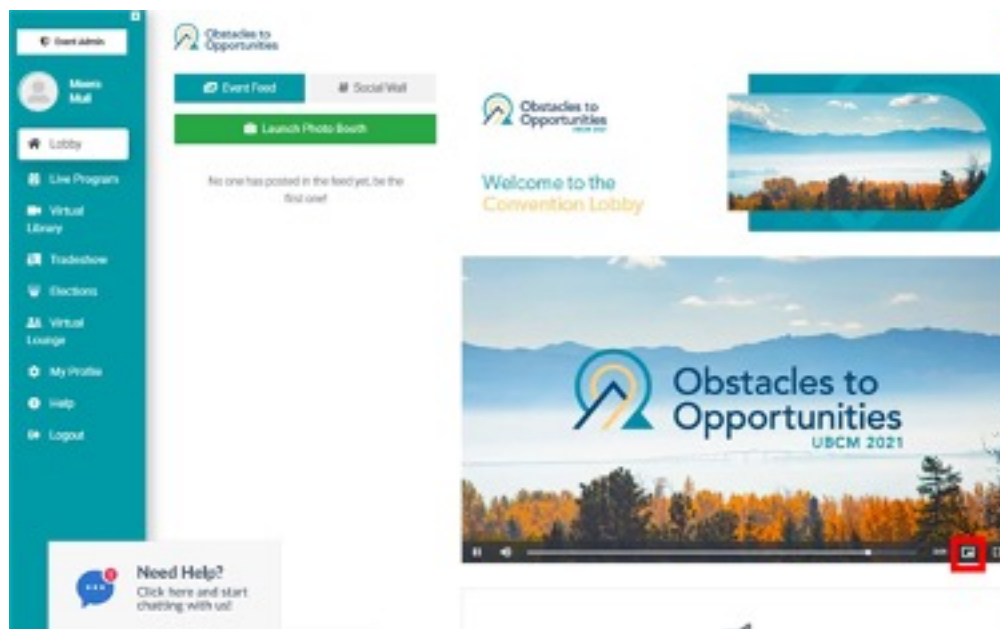 Event Admin
Obstacles to
Opportunities
Event Feed
# Social Wall
Launch Photo Booth
No one has posted in the feed yet, be the
first one!
Mull
Lobby
Live Program
Virtual
Library
Tradeshow
Elections
Virtual
Lounge
My Profile
Help
Logout
Need Help?
Click here and start
chatting with us!
Obstacles to
Opportunities
UBCM 2021
Welcome to the
Convention Lobby
Obstacles to
Opportunities
UBCM 2021